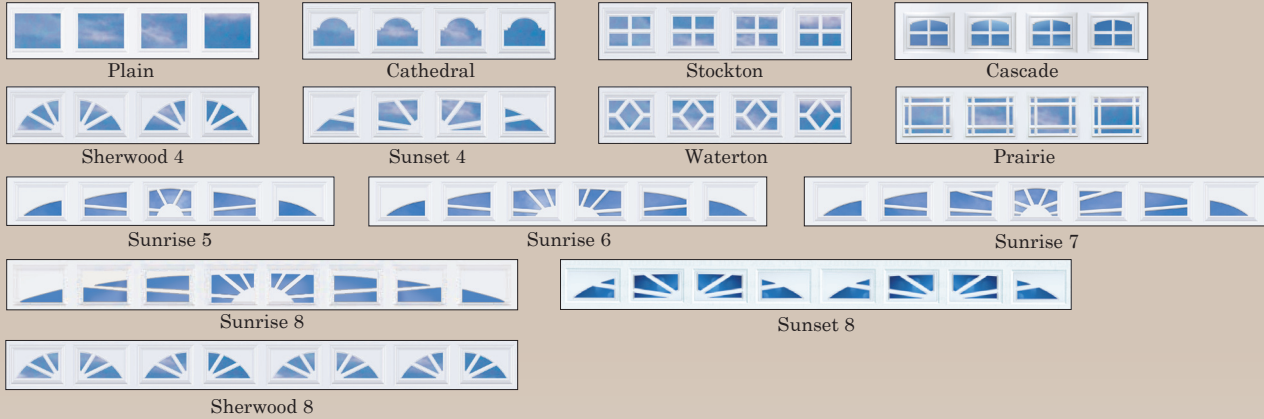 Plain
Cathedral
Stockton
Cascade
Sherwood 4
Sunset 4
Waterton
Prairie
Sunrise 5
Sunrise 6
Sunrise 7
Sunrise 8
Sunset 8
Sherwood 8